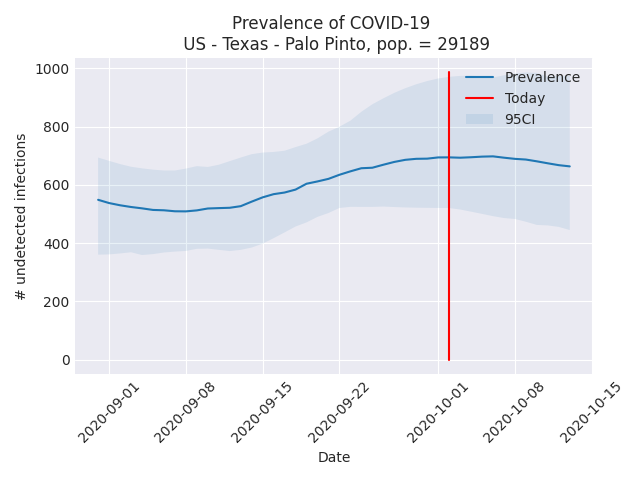 Prevalence of COVID-19
US - Texas - Palo Pinto, pop. = 29189
1000
800
600
400
200
0
# undetected infections
Prevalence
Today
95CI
2020-09-01
2020-09-08
2020-09-15
2020-09-22
2020-10-01
2020-10-08
2020-10-15
Date